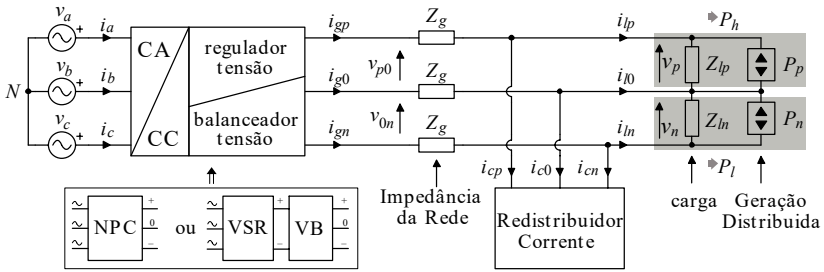 v_a + i_a
v_b + i_b
v_c + i_c
N
CA
CC
regulador
tensão
balanceador
tensão
i_gp Z_g i_lp P_h
v_p0
i_g0 Z_g i_l0
v_0n
i_gn Z_g i_ln P_l
v_p Z_lp P_p
v_n Z_ln P_n
i_cp i_c0 i_cn
Impedância
da Rede
Redistribuidor
Corrente
carga
Geração
Distribuida
NPC + 0 −
ou
VSR + −
VB + 0 −